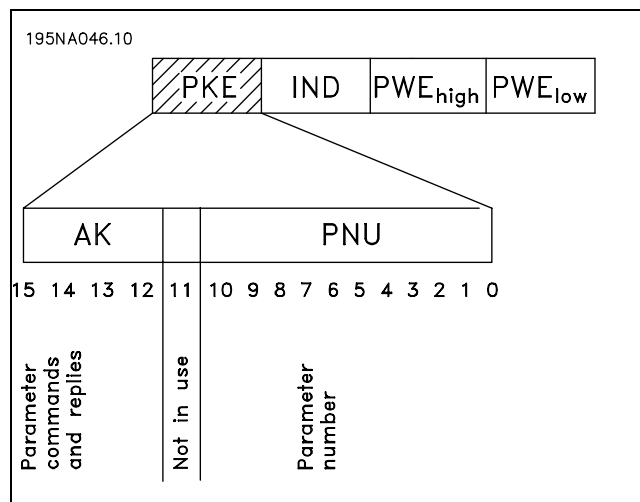 195NA046.10
PKE IND PWEhigh PWElow
AK PNU
15 14 13 12 11 10 9 8 7 6 5 4 3 2 1 0
Parameter
commands
and replies
Not in use
Parameter
number